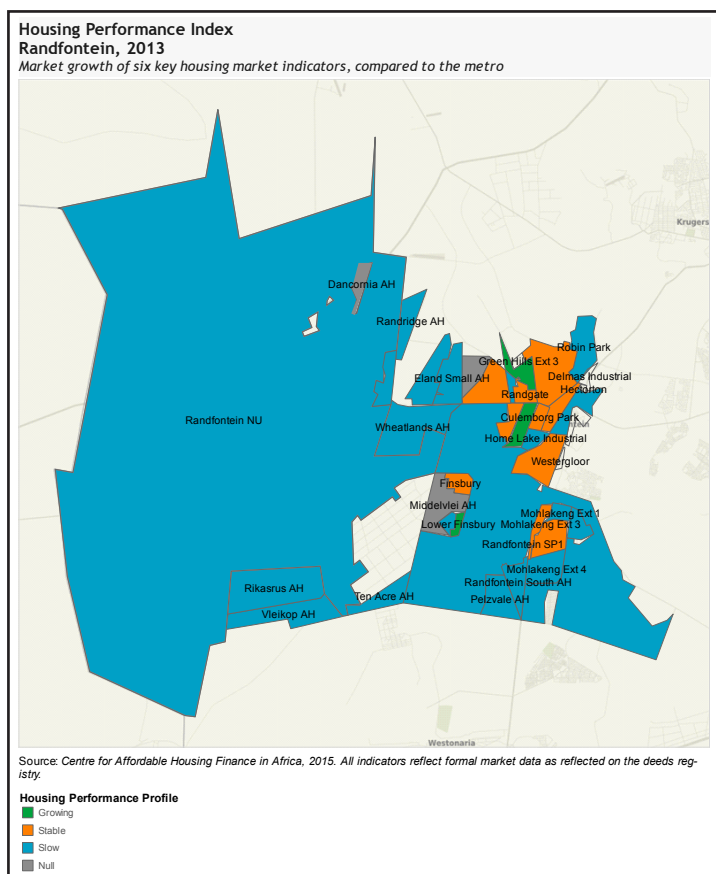 Housing Performance Index
Randfontein, 2013
Market growth of six key housing market indicators, compared to the metro
Krugers
Dancornia AH
Randridge AH
Robin Park
Green Hills Ext 3
Delmas Industrial
Eland Small AH
Hectorton
Randgate
Randfontein NU
Culemborg Park
ntein
Wheatlands AH
Home Lake Industrial
Westergloor
Finsbury
Middelvlei AH
Mohlakeng Ext 1
Lower Finsbury
Mohlakeng Ext 3
Randfontein SP1
Mohlakeng Ext 4
Randfontein South AH
Rikasrus AH
Ten Acre AH
Pelzvale AH
Vleikop AH
Westonaria
Source: Centre for Affordable Housing Finance in Africa, 2015. All indicators reflect formal market data as reflected on the deeds reg-
istry.
Housing Performance Profile
Growing
Stable
Slow
Null